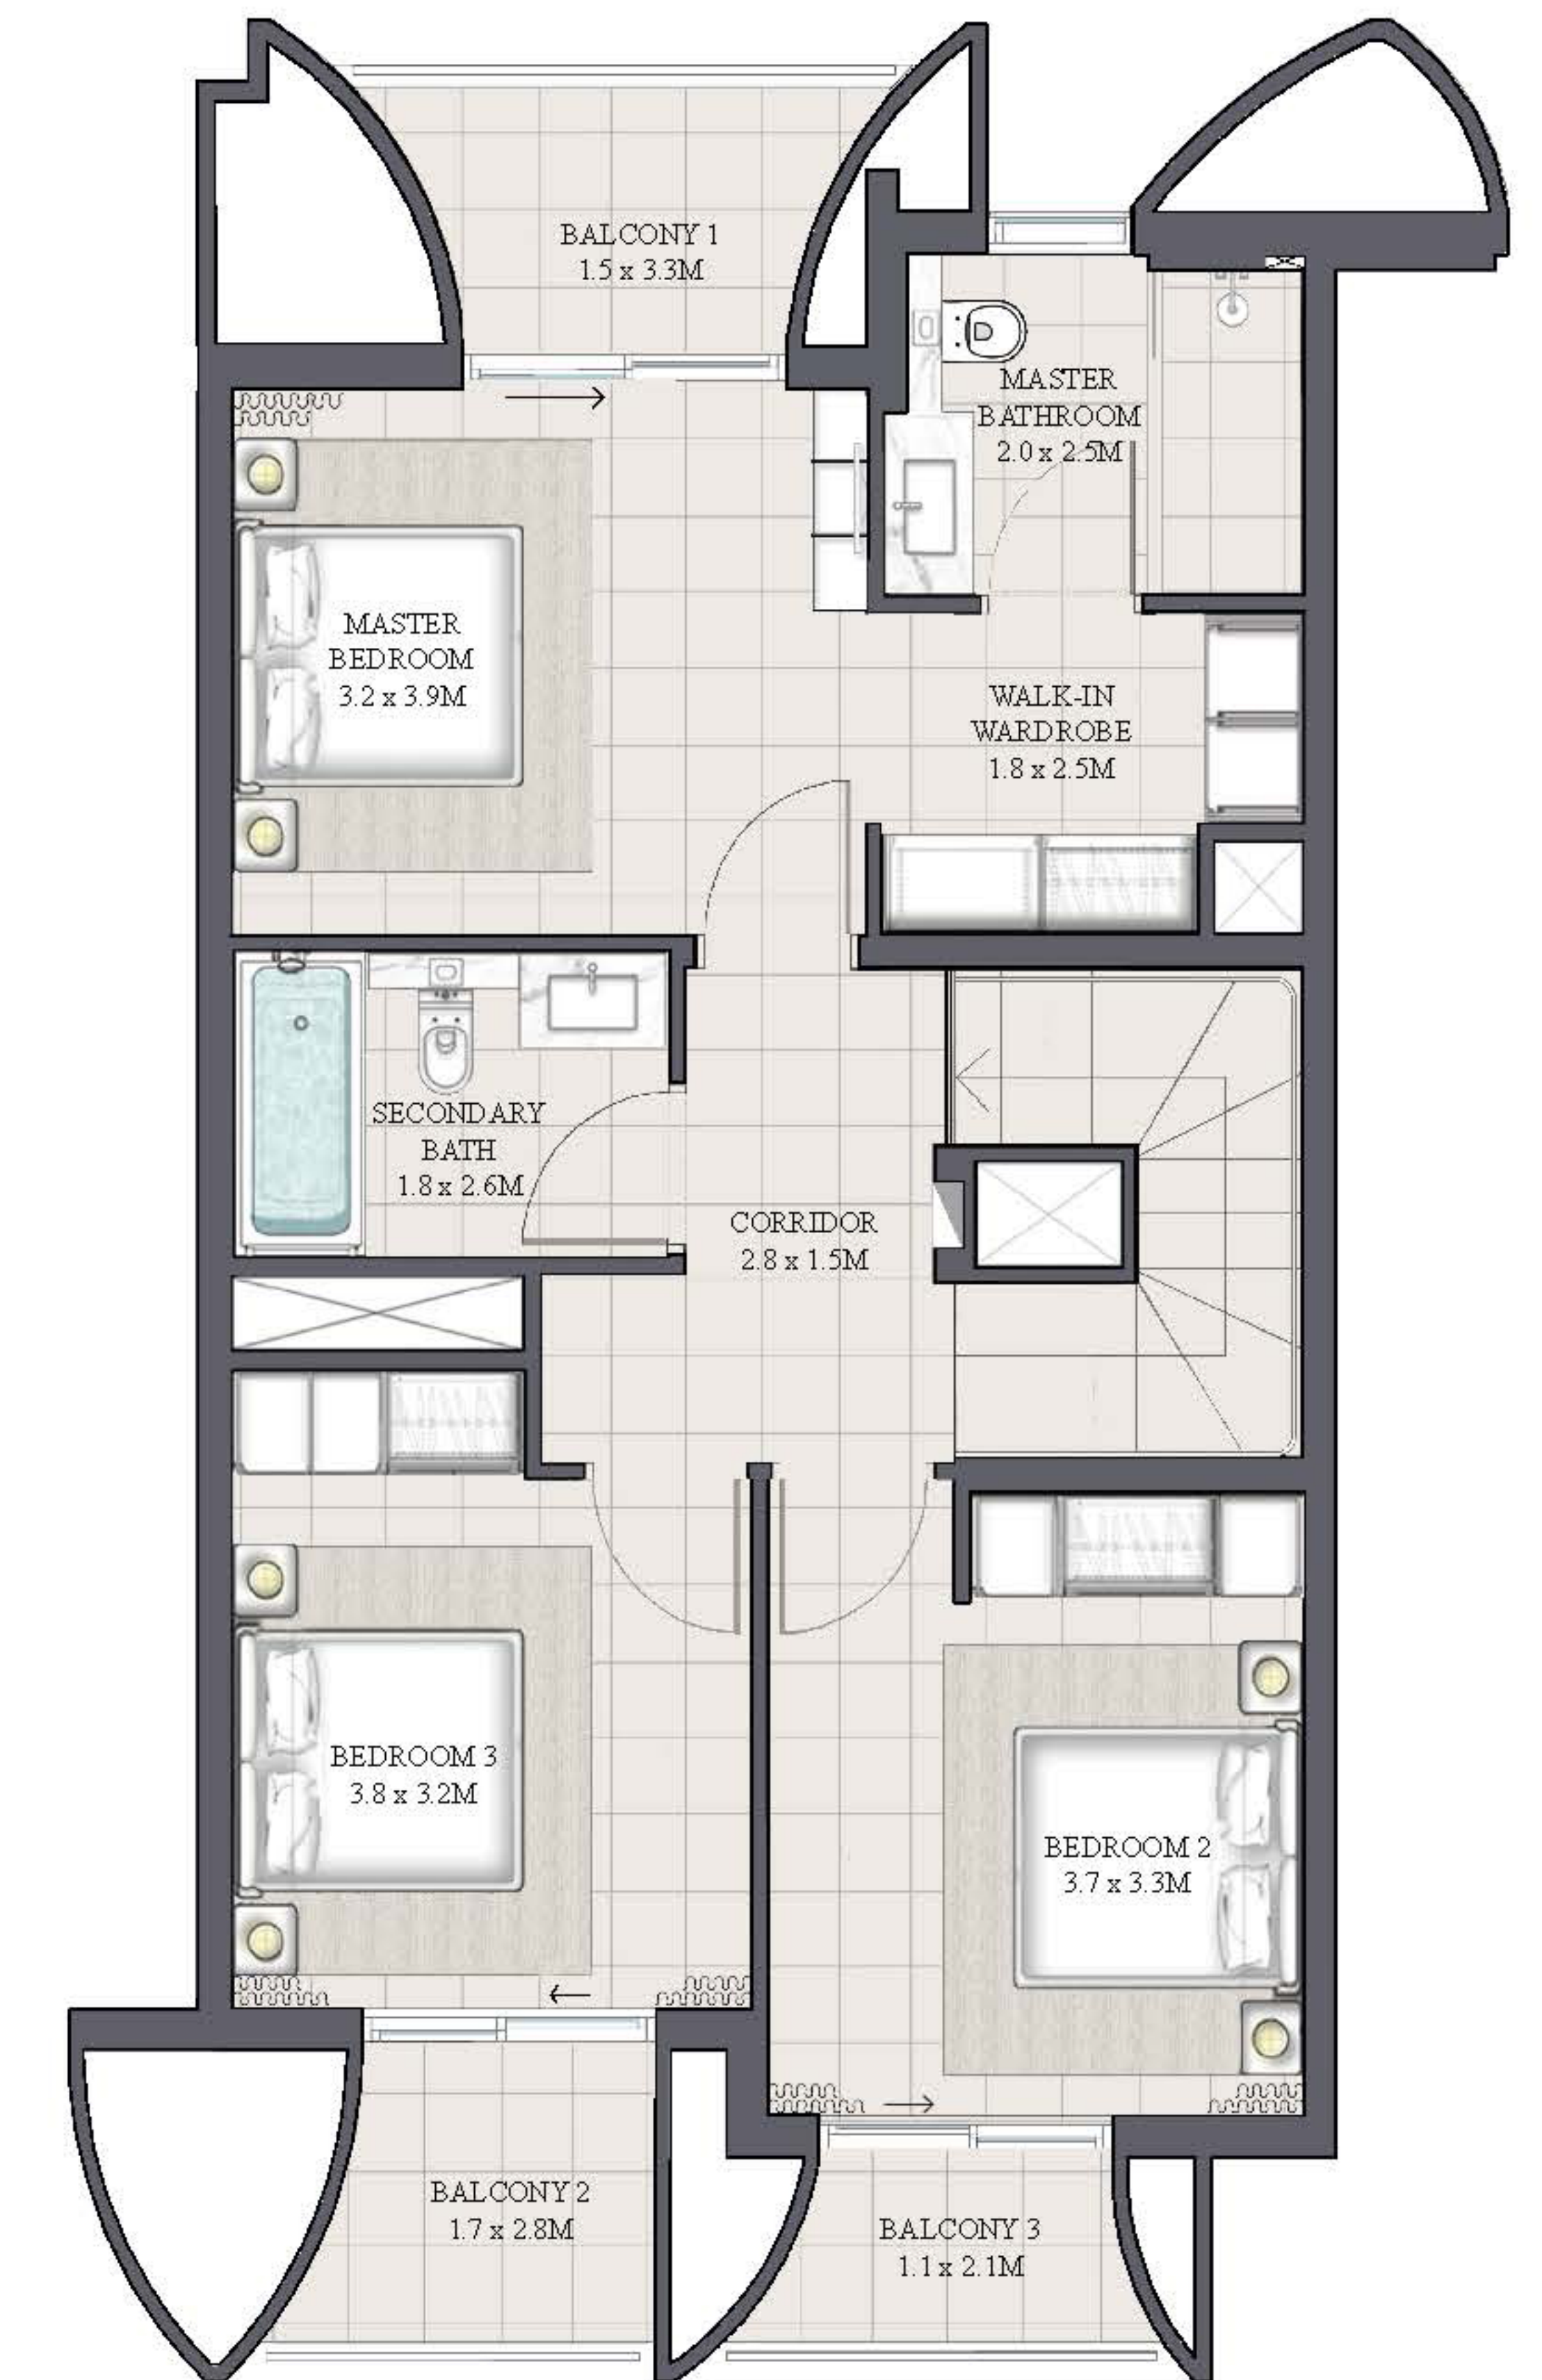 BALCONY 1
1.5 x 3.3M
MASTER
BATHROOM
2.0 x 2.5M
MASTER
BEDROOM
3.2 x 3.9M
WALK-IN
WARDROBE
1.8 x 2.5M
SECONDARY
BATH
1.8 x 2.6M
CORRIDOR
2.8 x 1.5M
BEDROOM 3
3.8 x 3.2M
BEDROOM 2
3.7 x 3.3M
BALCONY 2
1.7 x 2.8M
BALCONY 3
1.1 x 2.1M